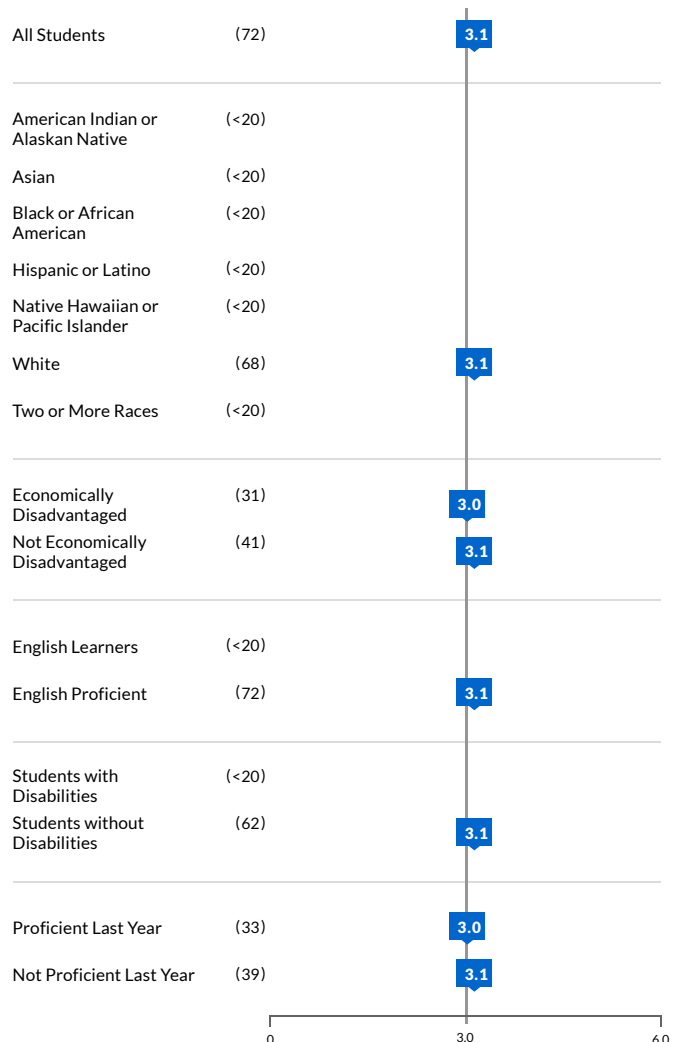 All Students (72) 3.1
American Indian or (<20)
Alaskan Native
Asian (<20)
Black or African (<20)
American
Hispanic or Latino (<20)
Native Hawaiian or (<20)
Pacific Islander
White (68) 3.1
Two or More Races (<20)
Economically (31) 3.0
Disadvantaged
Not Economically (41) 3.1
Disadvantaged
English Learners (<20)
English Proficient (72) 3.1
Students with (<20)
Disabilities
Students without (62) 3.1
Disabilities
Proficient Last Year (33) 3.0
Not Proficient Last Year (39) 3.1
0 3.0 6.0